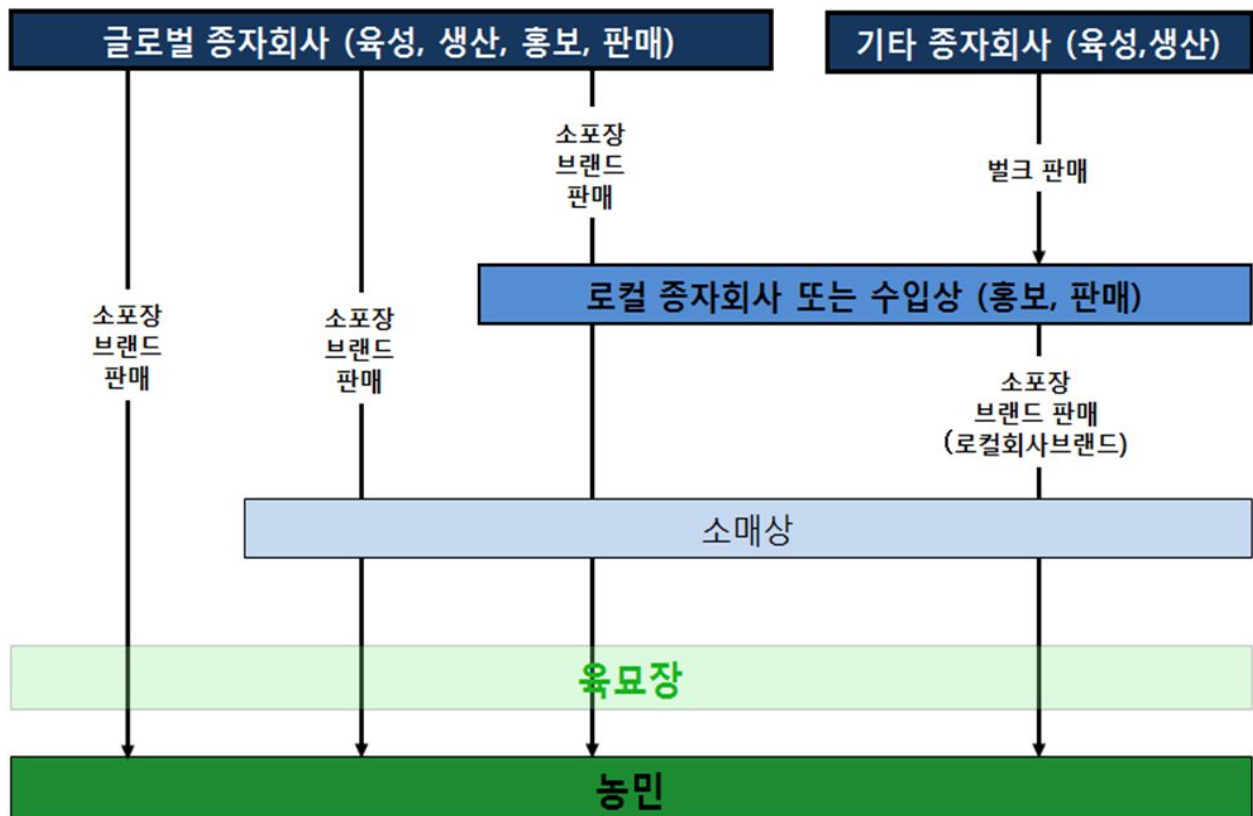 글로벌 종자회사 (육성, 생산, 홍보, 판매)
기타 종자회사 (육성,생산)
소포장
브랜드
판매
벌크 판매
로컬 종자회사 또는 수입상 (홍보, 판매)
소포장
브랜드
판매
소포장
브랜드
판매
소포장
브랜드 판매
(로컬회사브랜드)
소매상
육묘장
농민